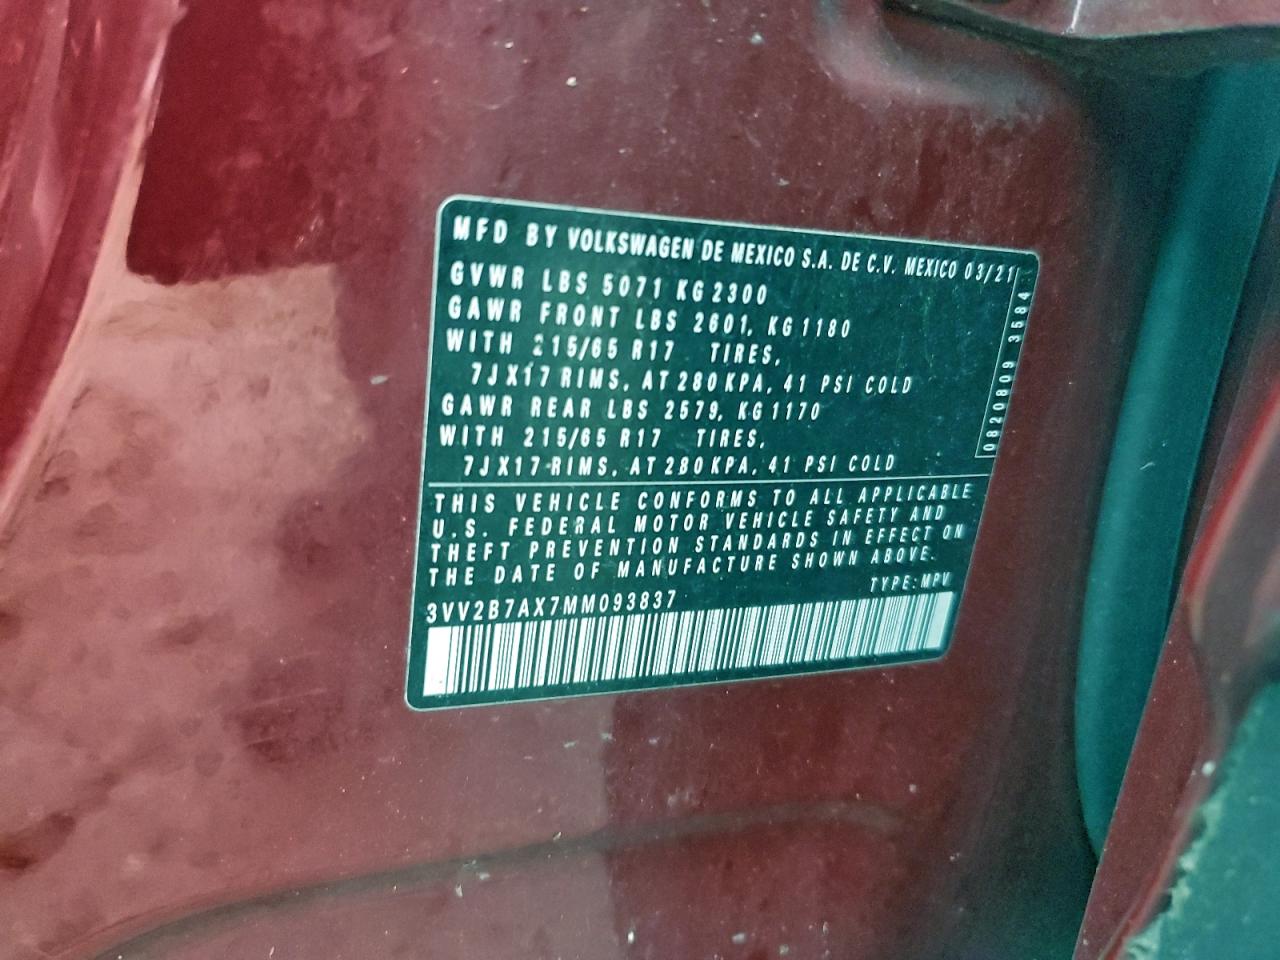 MFD BY VOLKSWAGEN DE MEXICO S.A. DE C.V. MEXICO 03/21
GVWR LBS 5071 KG 2300
GAWR FRONT LBS 2601, KG 1180
WITH 215/65 R17 TIRES,
7JX17 RIMS, AT 280 KPA, 41 PSI COLD
GAWR REAR LBS 2579, KG 1170
WITH 215/65 R17 TIRES,
7JX17 RIMS, AT 280 KPA, 41 PSI COLD
0820809 3584
THIS VEHICLE CONFORMS TO ALL APPLICABLE
U.S. FEDERAL MOTOR VEHICLE SAFETY AND
THEFT PREVENTION STANDARDS IN EFFECT ON
THE DATE OF MANUFACTURE SHOWN ABOVE.
TYPE: MPV
3VV2B7AX7MM093837